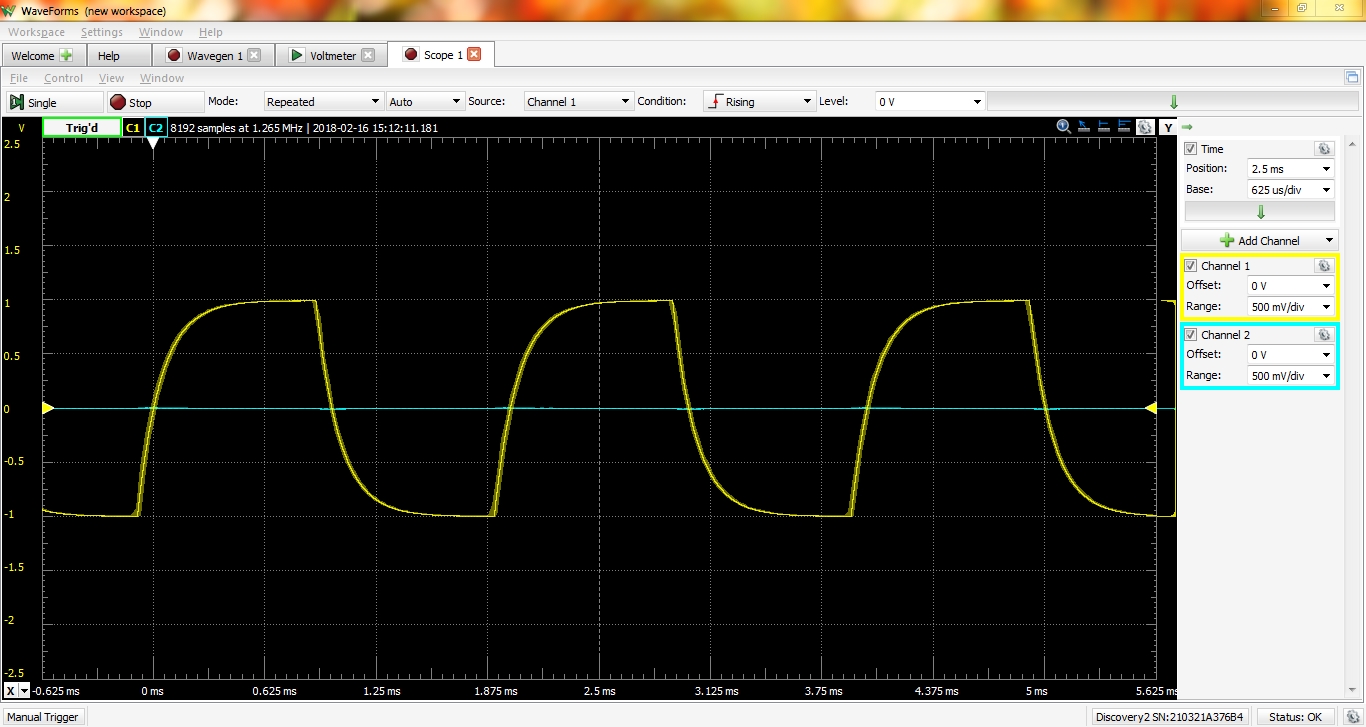 WaveForms (new workspace)
Workspace Settings Window Help
Welcome Help Wavegen 1 Voltmeter Scope 1
File Control View Window
Single Stop Mode: Repeated Auto Source: Channel 1 Condition: Rising Level: 0 V
V Trig'd C1 C2 8192 samples at 1.265 MHz | 2018-02-16 15:12:11.181 Y
2.5
2
1.5
1
0.5
0
-0.5
-1
-1.5
-2
-2.5
X -0.625 ms 0 ms 0.625 ms 1.25 ms 1.875 ms 2.5 ms 3.125 ms 3.75 ms 4.375 ms 5 ms 5.625 ms
Time
Position: 2.5 ms
Base: 625 us/div
Add Channel
Channel 1
Offset: 0 V
Range: 500 mV/div
Channel 2
Offset: 0 V
Range: 500 mV/div
Manual Trigger Discovery2 SN:210321A376B4 Status: OK